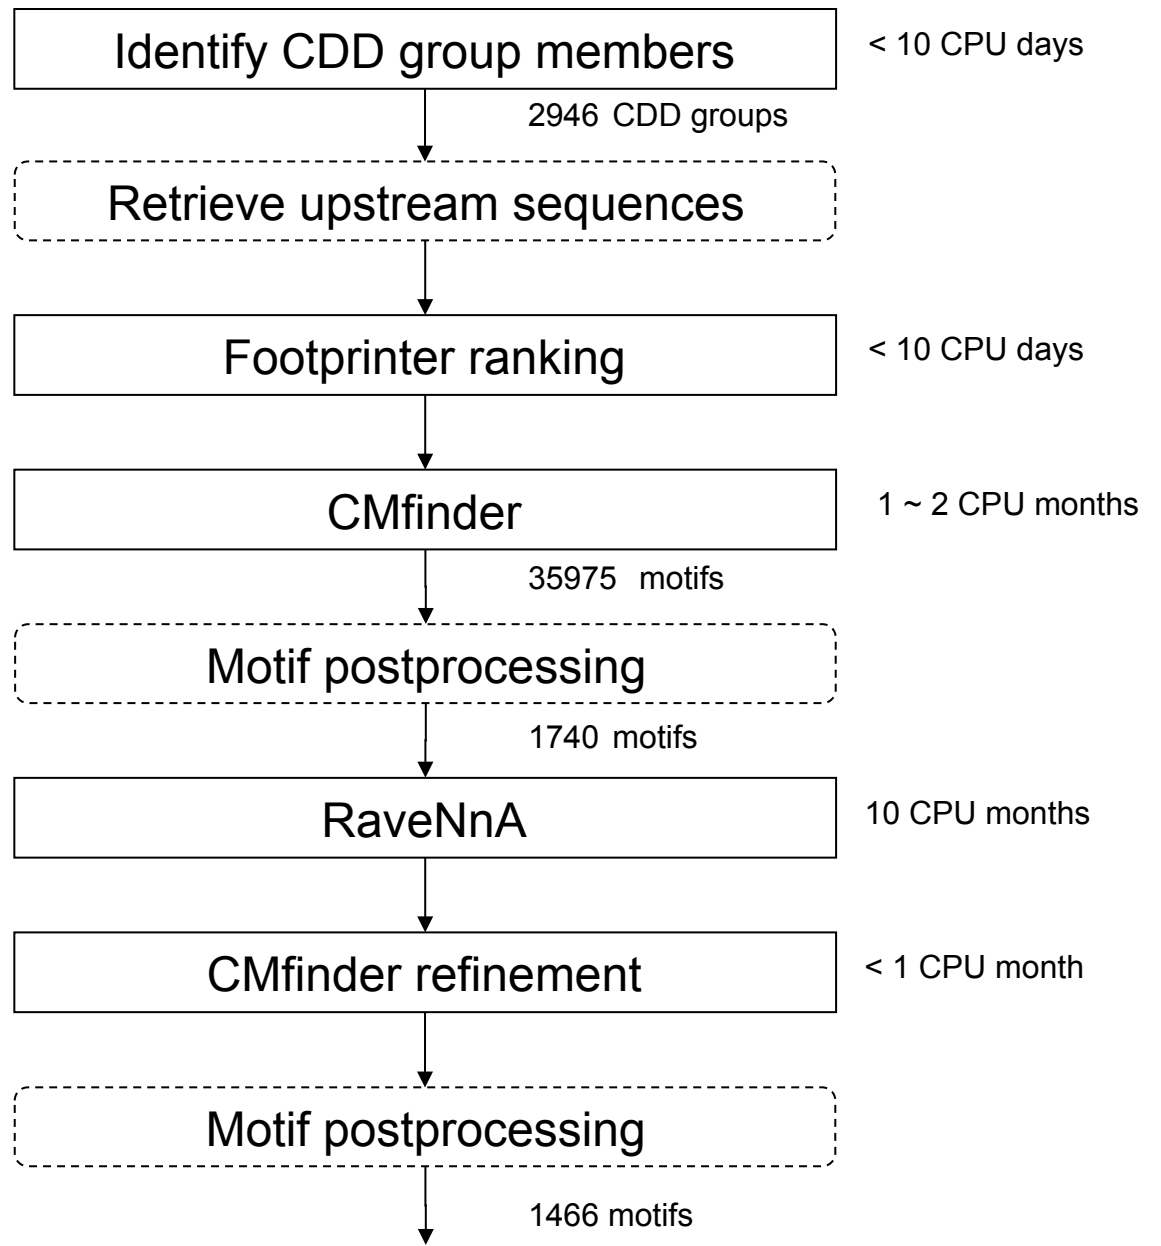 Identify CDD group members
< 10 CPU days
2946 CDD groups
Retrieve upstream sequences
Footprinter ranking
< 10 CPU days
CMfinder
1 ~ 2 CPU months
35975 motifs
Motif postprocessing
1740 motifs
RaveNnA
10 CPU months
CMfinder refinement
< 1 CPU month
Motif postprocessing
1466 motifs